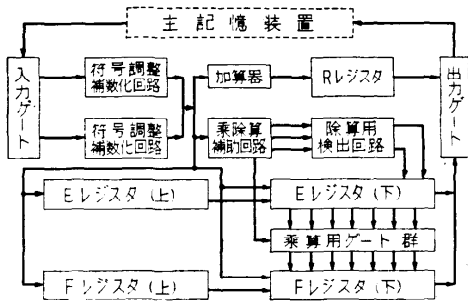 主記憶装置
入力ゲート
符号調整
補数化回路
加算器
Rレジスタ
出力ゲート
符号調整
補数化回路
乗除算
補助回路
除算用
検出回路
Eレジスタ(上)
Eレジスタ(下)
乗算用ゲート群
Fレジスタ(上)
Fレジスタ(下)